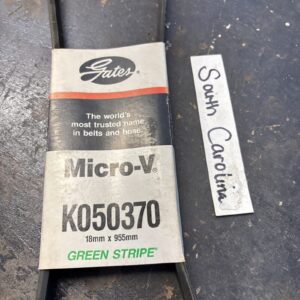 Gates
The world's
most trusted name
in belts and hose.
Micro-V®
K050370
18mm x 955mm
GREEN STRIPE®
South Carolina